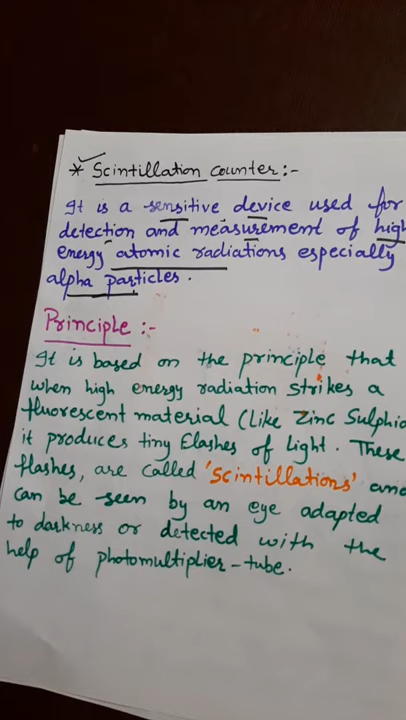 * Scintillation counter:-
It is a sensitive device used for
detection and measurement of high
energy atomic radiations especially
alpha particles.
Principle :-
It is based on the principle that
when high energy radiation strikes a
fluorescent material (Like Zinc Sulphid
it produces tiny Flashes of Light. These
flashes, are called 'Scintillations' and
can be seen by an eye adapted
to darkness or detected with the
help of photomultiplier-tube.